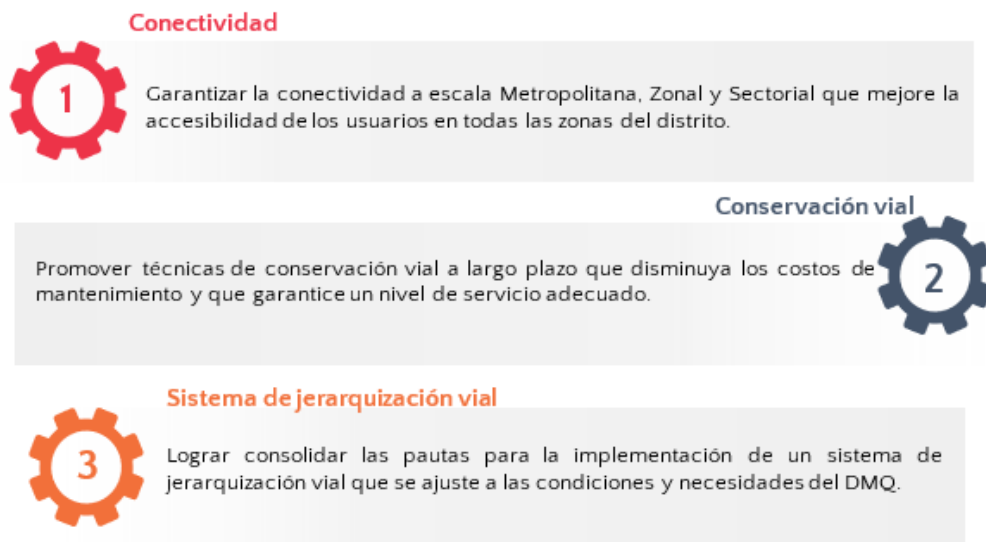 Conectividad
1
Garantizar la conectividad a escala Metropolitana, Zonal y Sectorial que mejore la
accesibilidad de los usuarios en todas las zonas del distrito.
Conservación vial
2
Promover técnicas de conservación vial a largo plazo que disminuya los costos de
mantenimiento y que garantice un nivel de servicio adecuado.
Sistema de jerarquización vial
3
Lograr consolidar las pautas para la implementación de un sistema de
jerarquización vial que se ajuste a las condiciones y necesidades del DMQ.